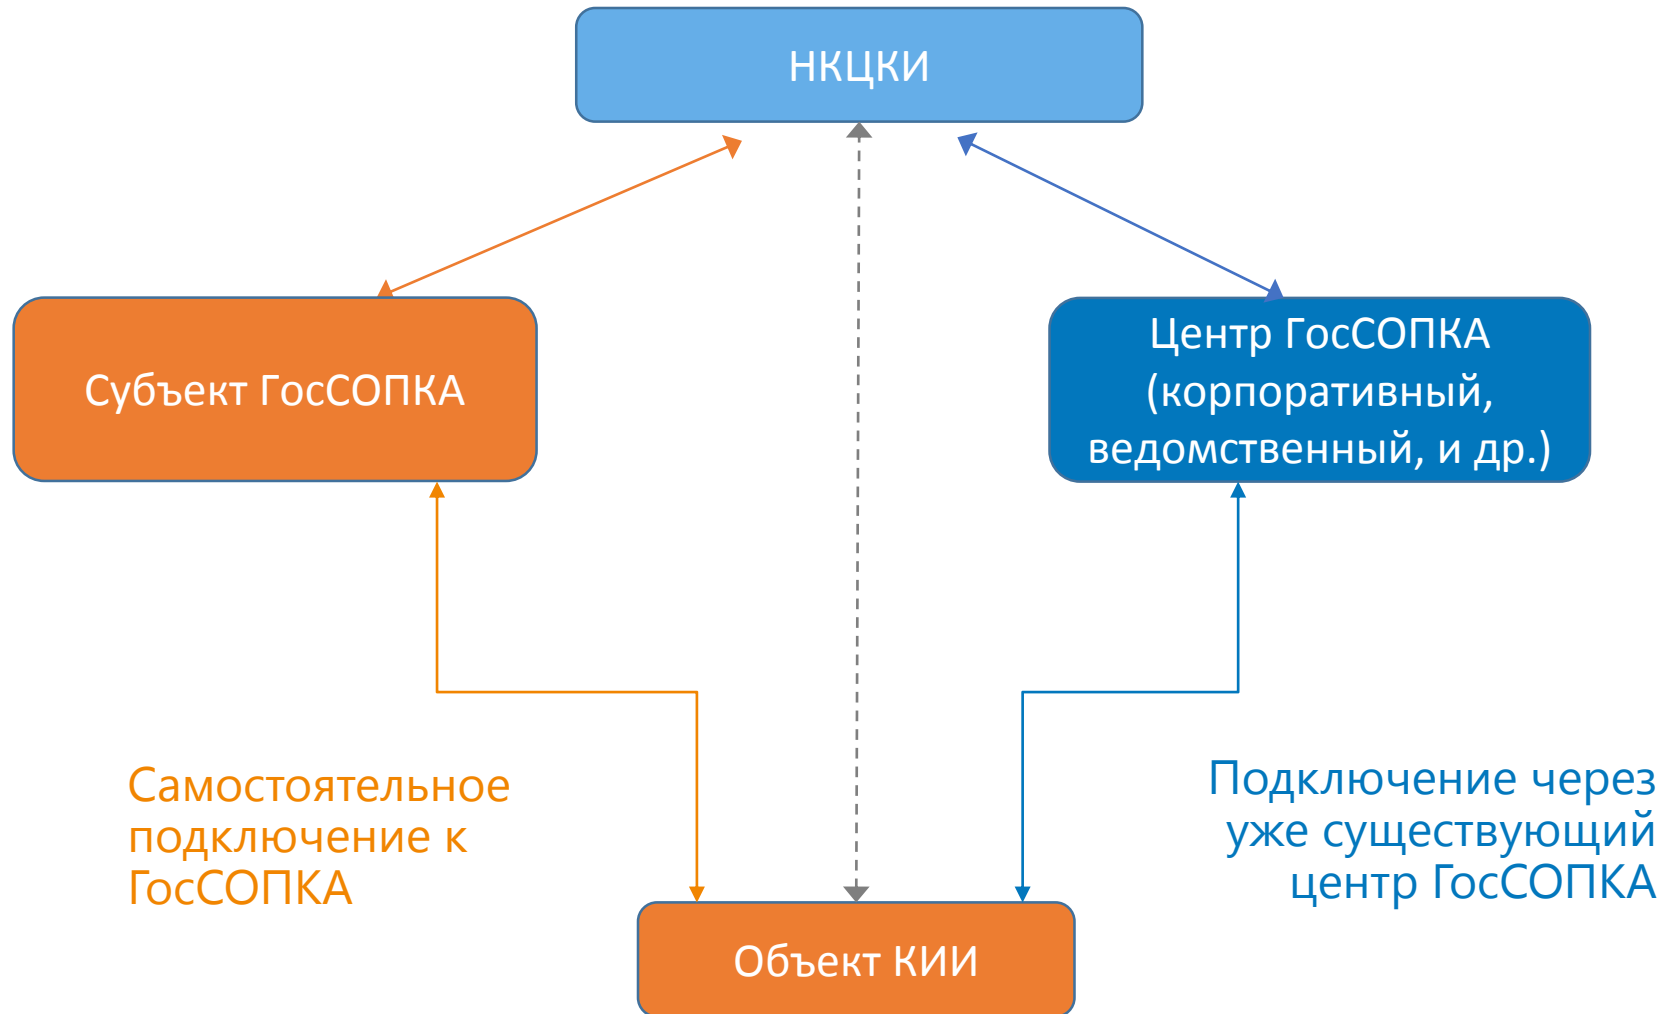 НКЦКИ
Субъект ГосСОПКА
Центр ГосСОПКА
(корпоративный,
ведомственный, и др.)
Самостоятельное
подключение к
ГосСОПКА
Подключение через
уже существующий
центр ГосСОПКА
Объект КИИ